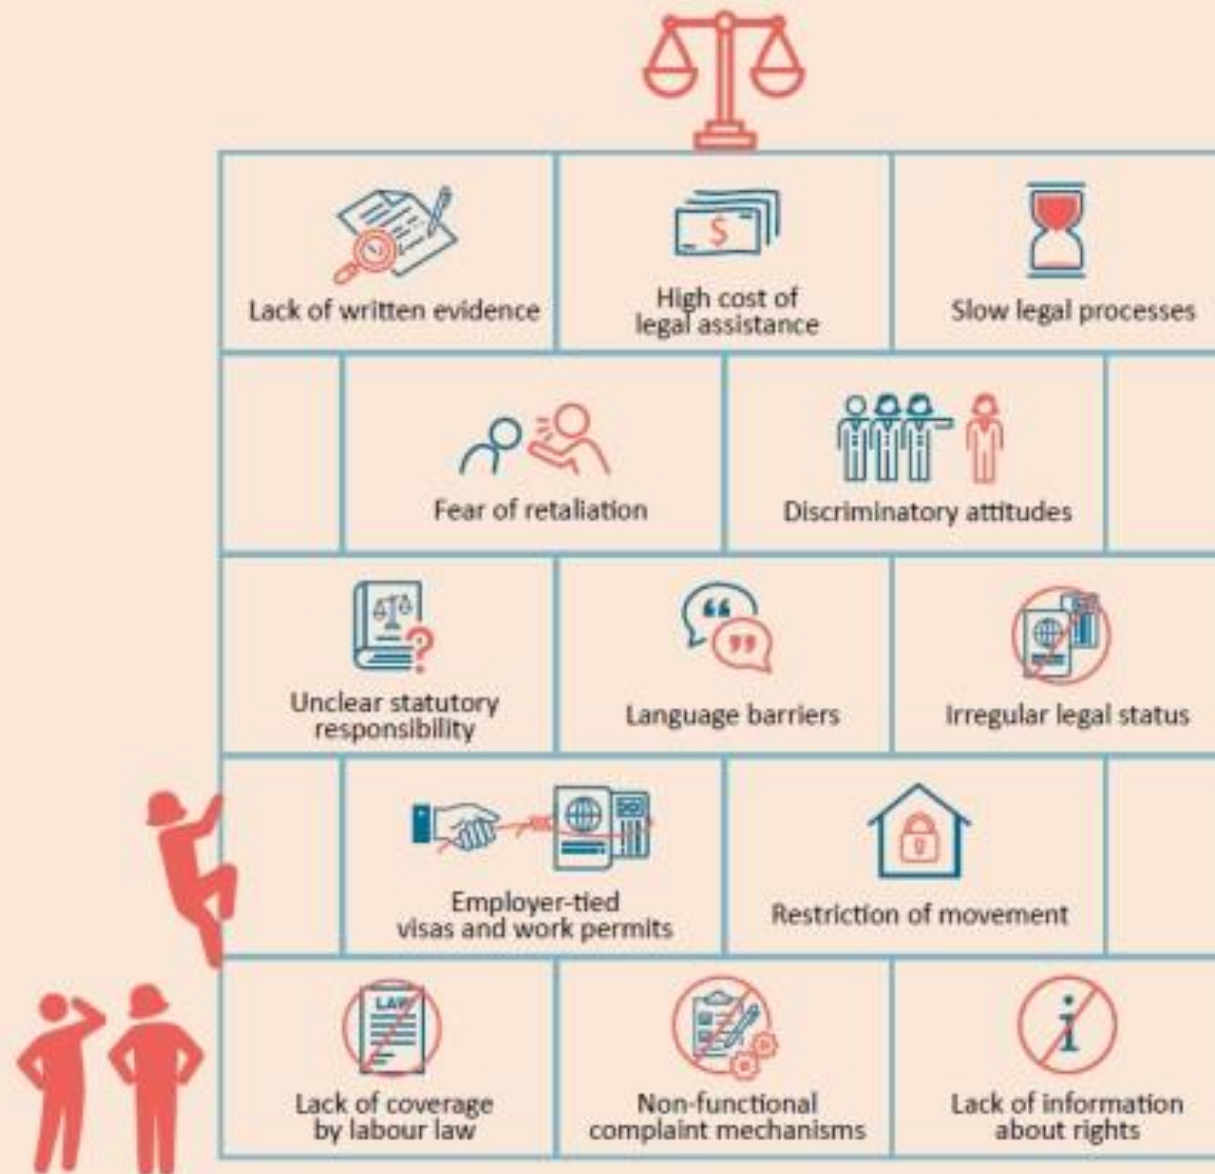 Lack of written evidence
High cost of
legal assistance
Slow legal processes
$
Fear of retaliation
Discriminatory attitudes
Unclear statutory
responsibility
?
Language barriers
Irregular legal status
Employer-tied
visas and work permits
Restriction of movement
LAW
Lack of coverage
by labour law
Non-functional
complaint mechanisms
i
Lack of information
about rights